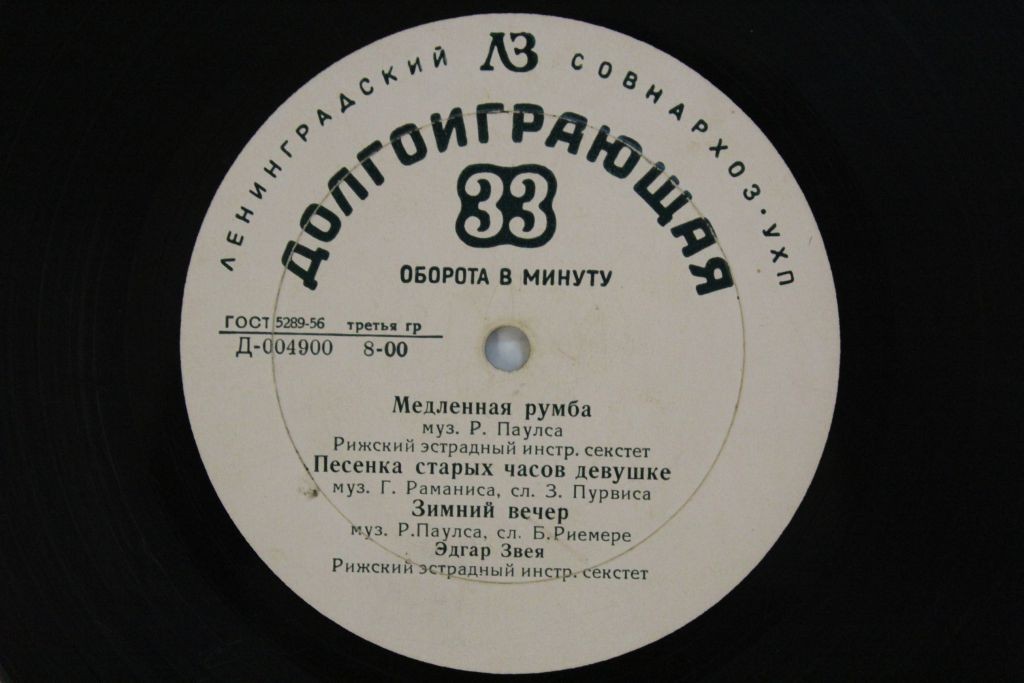 ЛЕНИНГРАДСКИЙ ЛЗ СОВНАРХОЗ·УХП
ДОЛГОИГРАЮЩАЯ
33
ОБОРОТА В МИНУТУ
ГОСТ 5289-56 третья гр
Д-004900 8-00
Медленная румба
муз. Р. Паулса
Рижский эстрадный инстр. секстет
Песенка старых часов девушке
муз. Г. Раманиса, сл. З. Пурвиса
Зимний вечер
муз. Р.Паулса, сл. Б.Риемере
Эдгар Звея
Рижский эстрадный инстр. секстет